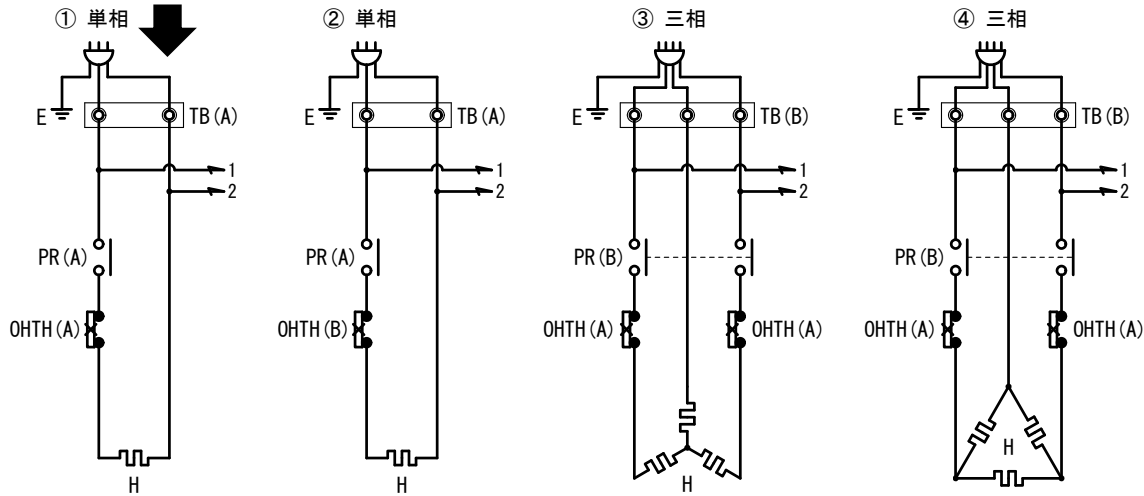 ① 単相
② 単相
③ 三相
④ 三相
E
TB(A)
E
TB(A)
E
TB(B)
E
TB(B)
1
2
1
2
1
2
1
2
PR(A)
PR(A)
PR(B)
PR(B)
OHTH(A)
OHTH(B)
OHTH(A)
OHTH(A)
OHTH(A)
OHTH(A)
H
H
H
H